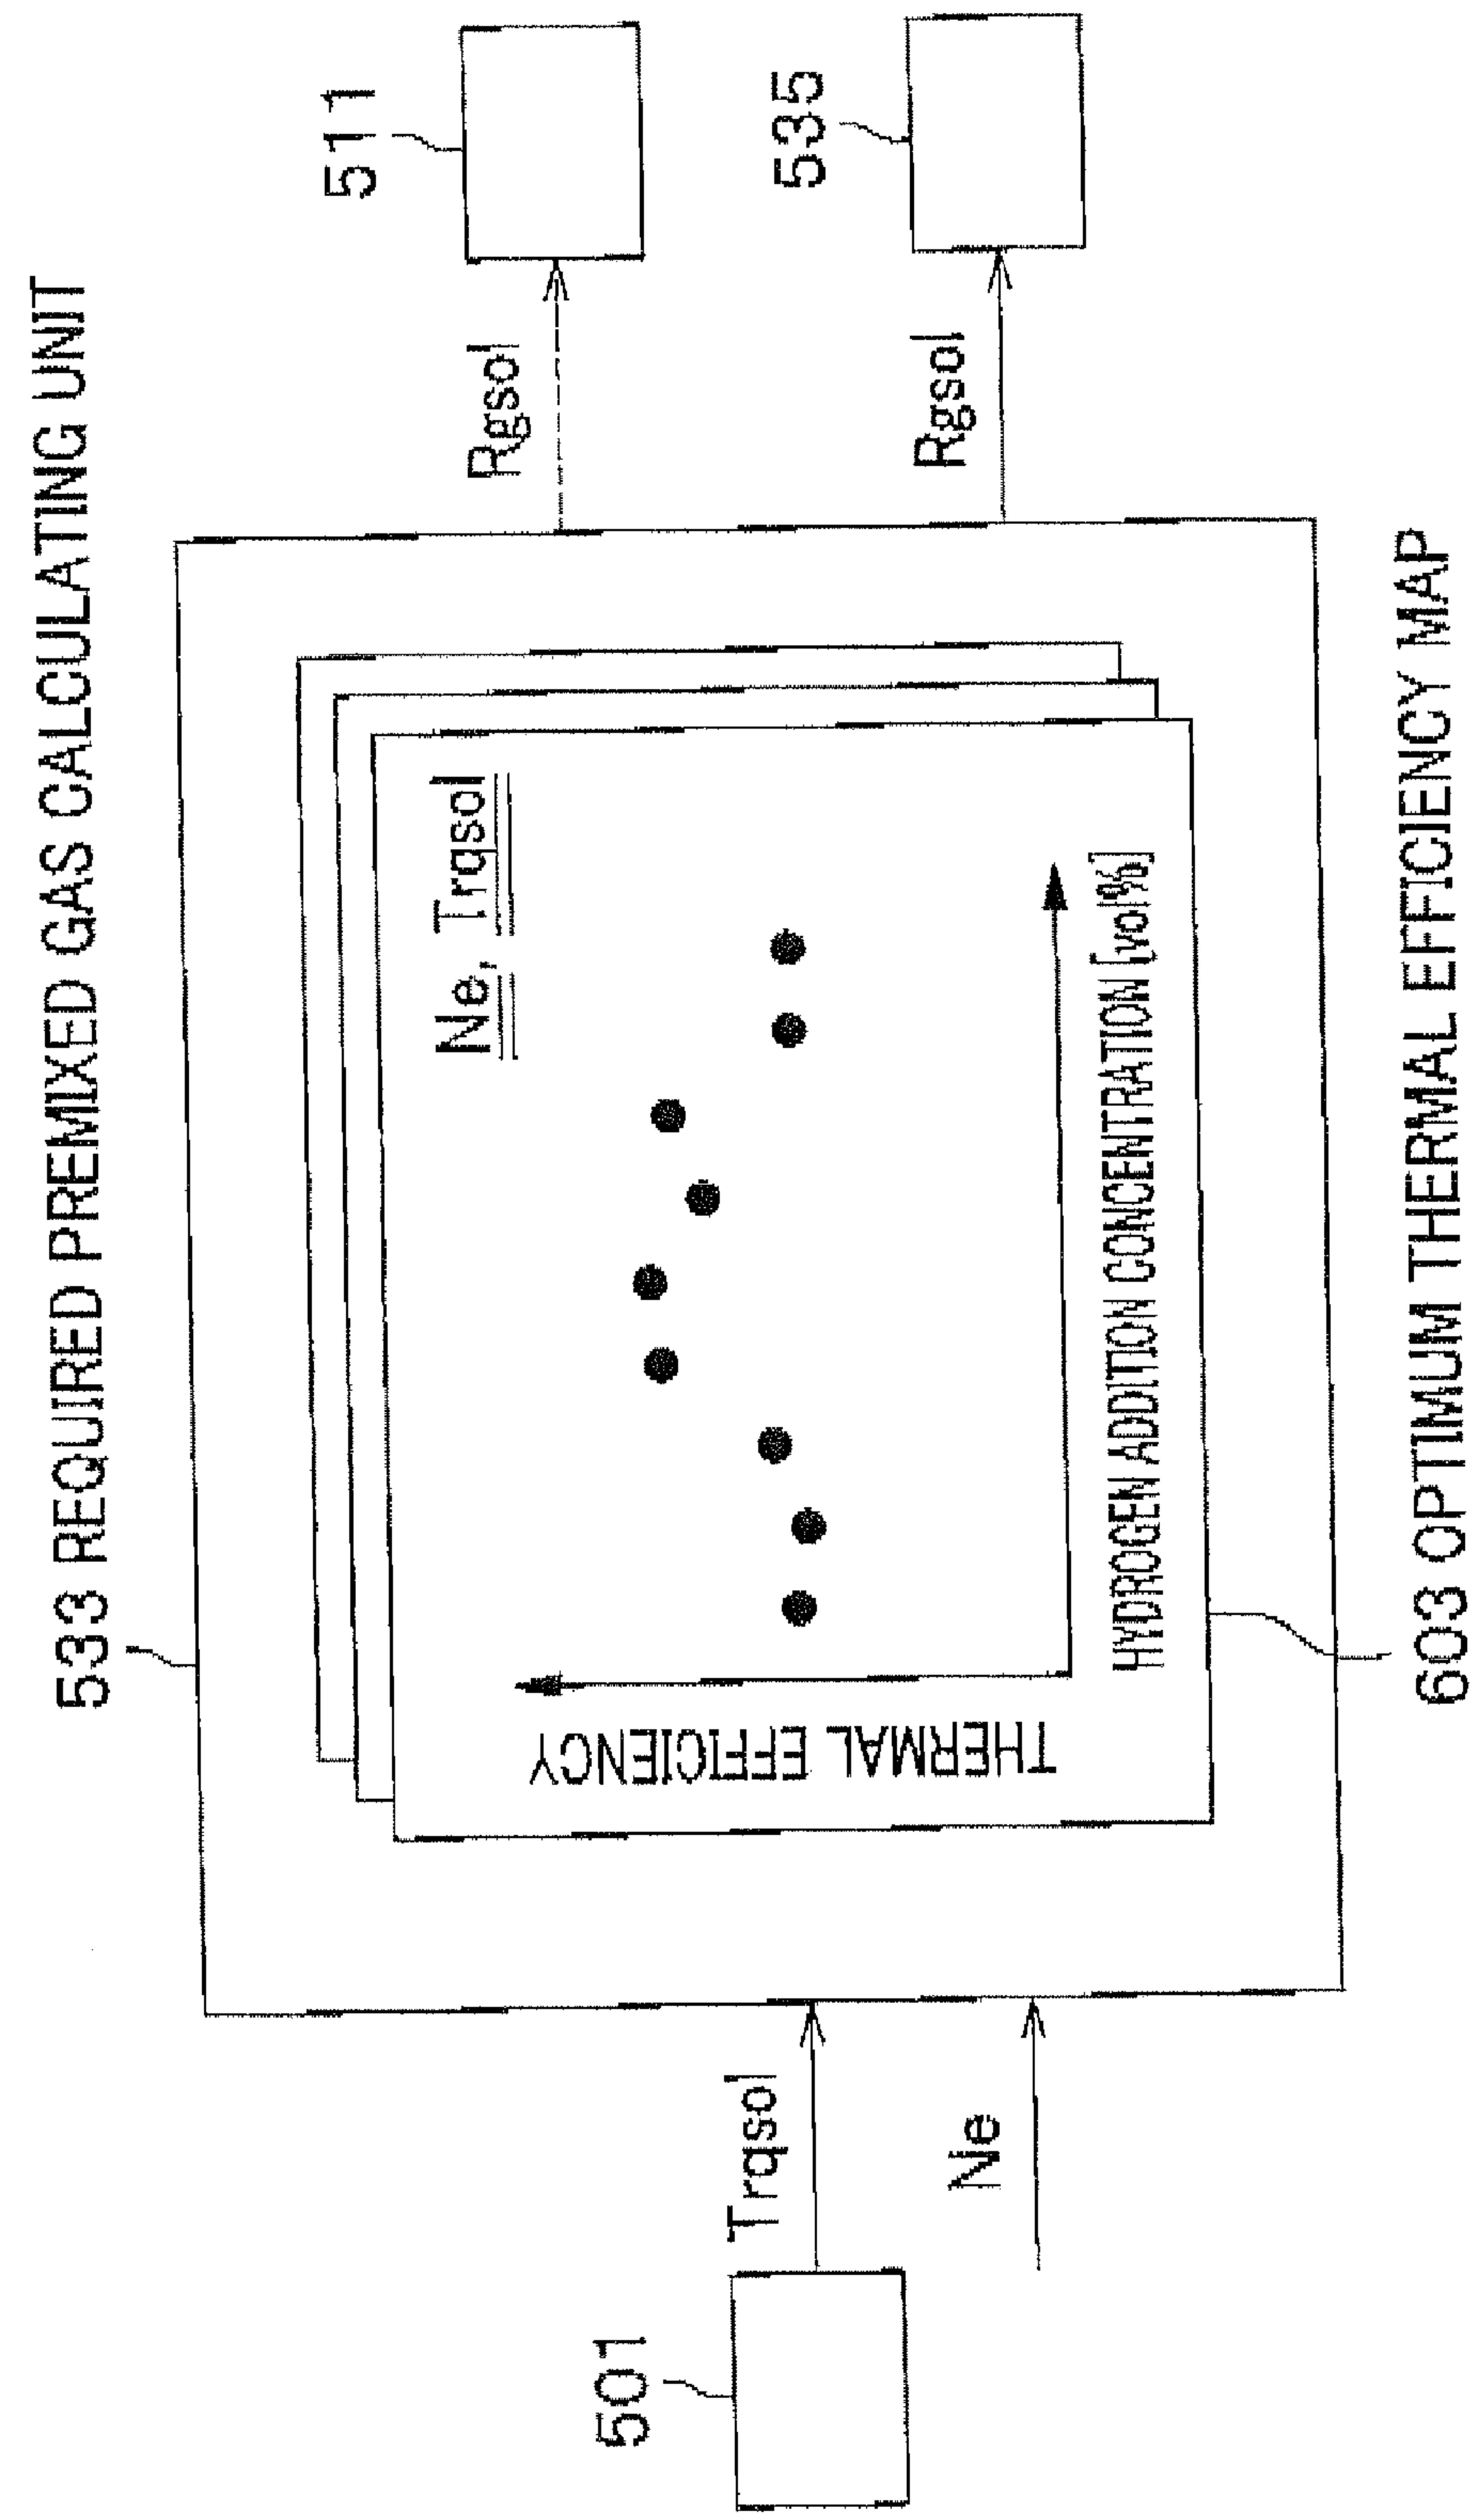 533 REQUIRED PREMIXED GAS CALCULATING UNIT
511
Rgsol
Ne, Trqsol
501
Trqsol
THERMAL EFFICIENCY
535
Rgsol
Ne
HYDROGEN ADDITION CONCENTRATION [vol%]
603 OPTIMUM THERMAL EFFICIENCY MAP